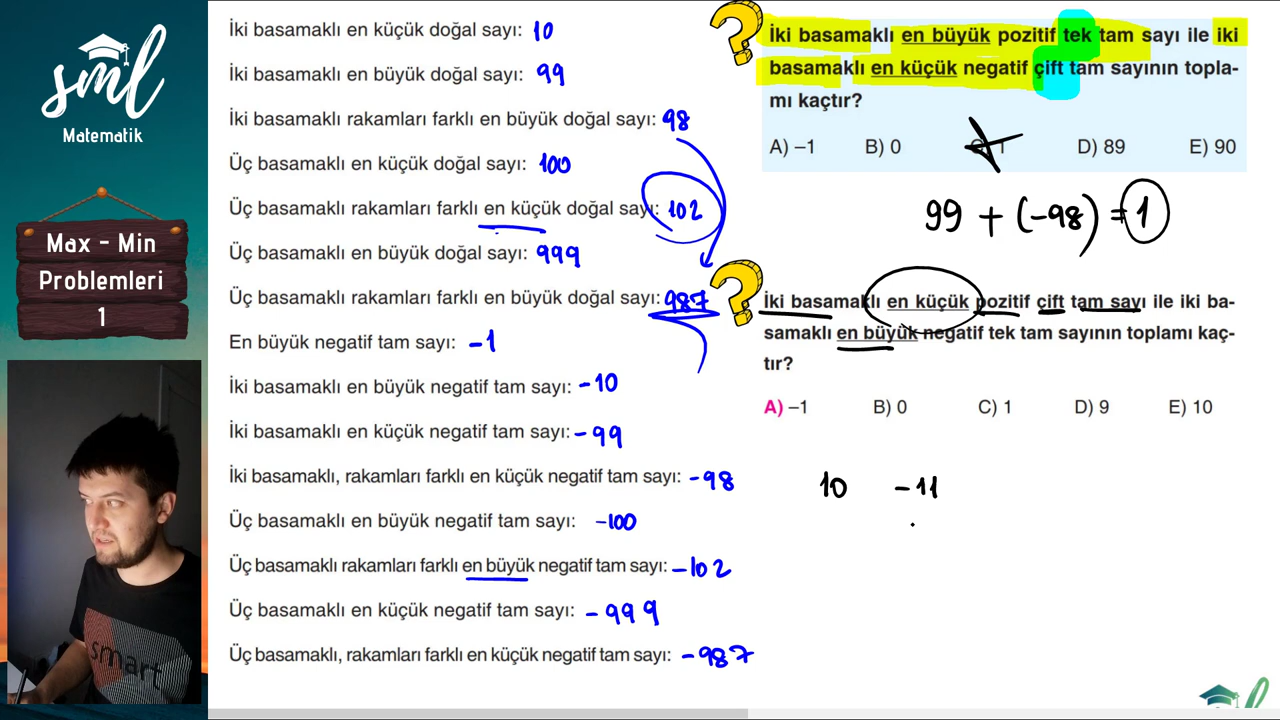 sml
Matematik
Max - Min
Problemleri
1
smart
İki basamaklı en küçük doğal sayı: 10
İki basamaklı en büyük doğal sayı: 99
İki basamaklı rakamları farklı en büyük doğal sayı: 98
Üç basamaklı en küçük doğal sayı: 100
Üç basamaklı rakamları farklı en küçük doğal sayı: 102
Üç basamaklı en büyük doğal sayı: 999
Üç basamaklı rakamları farklı en büyük doğal sayı: 987
En büyük negatif tam sayı: -1
İki basamaklı en büyük negatif tam sayı: -10
İki basamaklı en küçük negatif tam sayı: -99
İki basamaklı, rakamları farklı en küçük negatif tam sayı: -98
Üç basamaklı en büyük negatif tam sayı: -100
Üç basamaklı rakamları farklı en büyük negatif tam sayı: -102
Üç basamaklı en küçük negatif tam sayı: -999
Üç basamaklı, rakamları farklı en küçük negatif tam sayı: -987
İki basamaklı en büyük pozitif tek tam sayı ile iki
basamaklı en küçük negatif çift tam sayının topla-
mı kaçtır?
A) –1 B) 0 C) 1 D) 89 E) 90
99 + (-98) = 1
İki basamaklı en küçük pozitif çift tam sayı ile iki ba-
samaklı en büyük negatif tek tam sayının toplamı kaç-
tır?
A) –1 B) 0 C) 1 D) 9 E) 10
10 -11